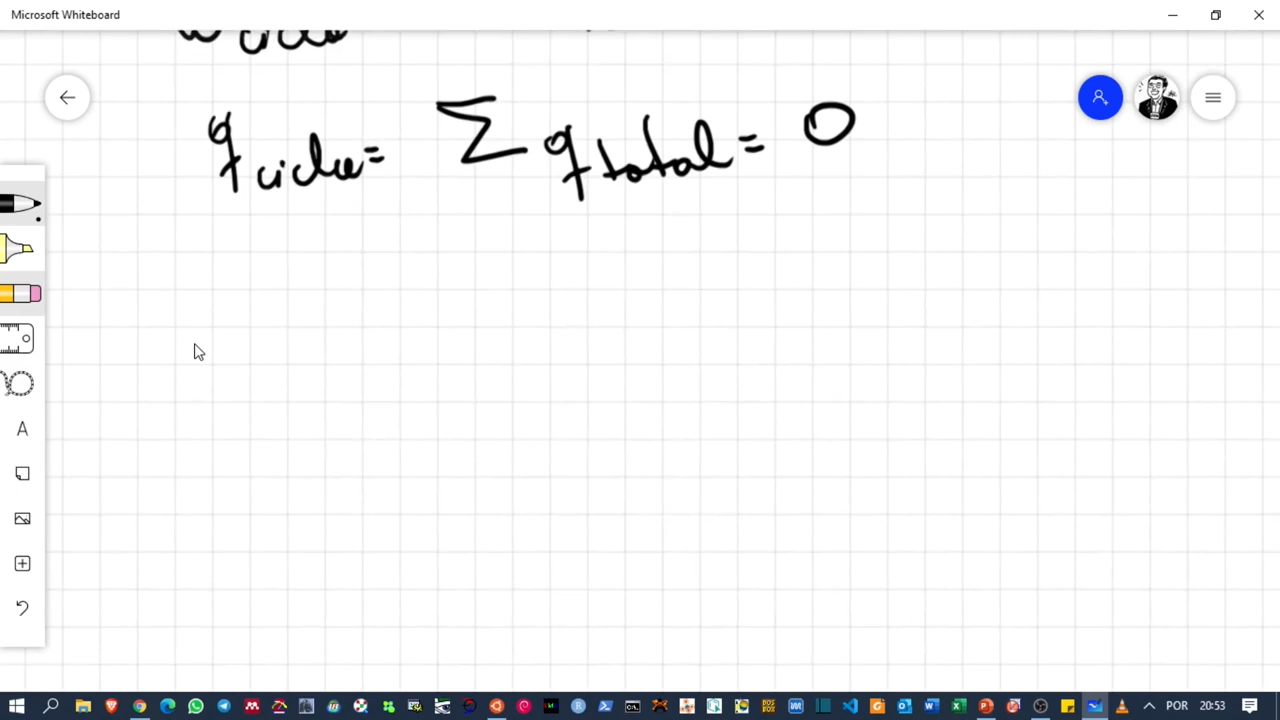 Microsoft Whiteboard
q ciclo = Σ q total = 0
A
POR 20:53